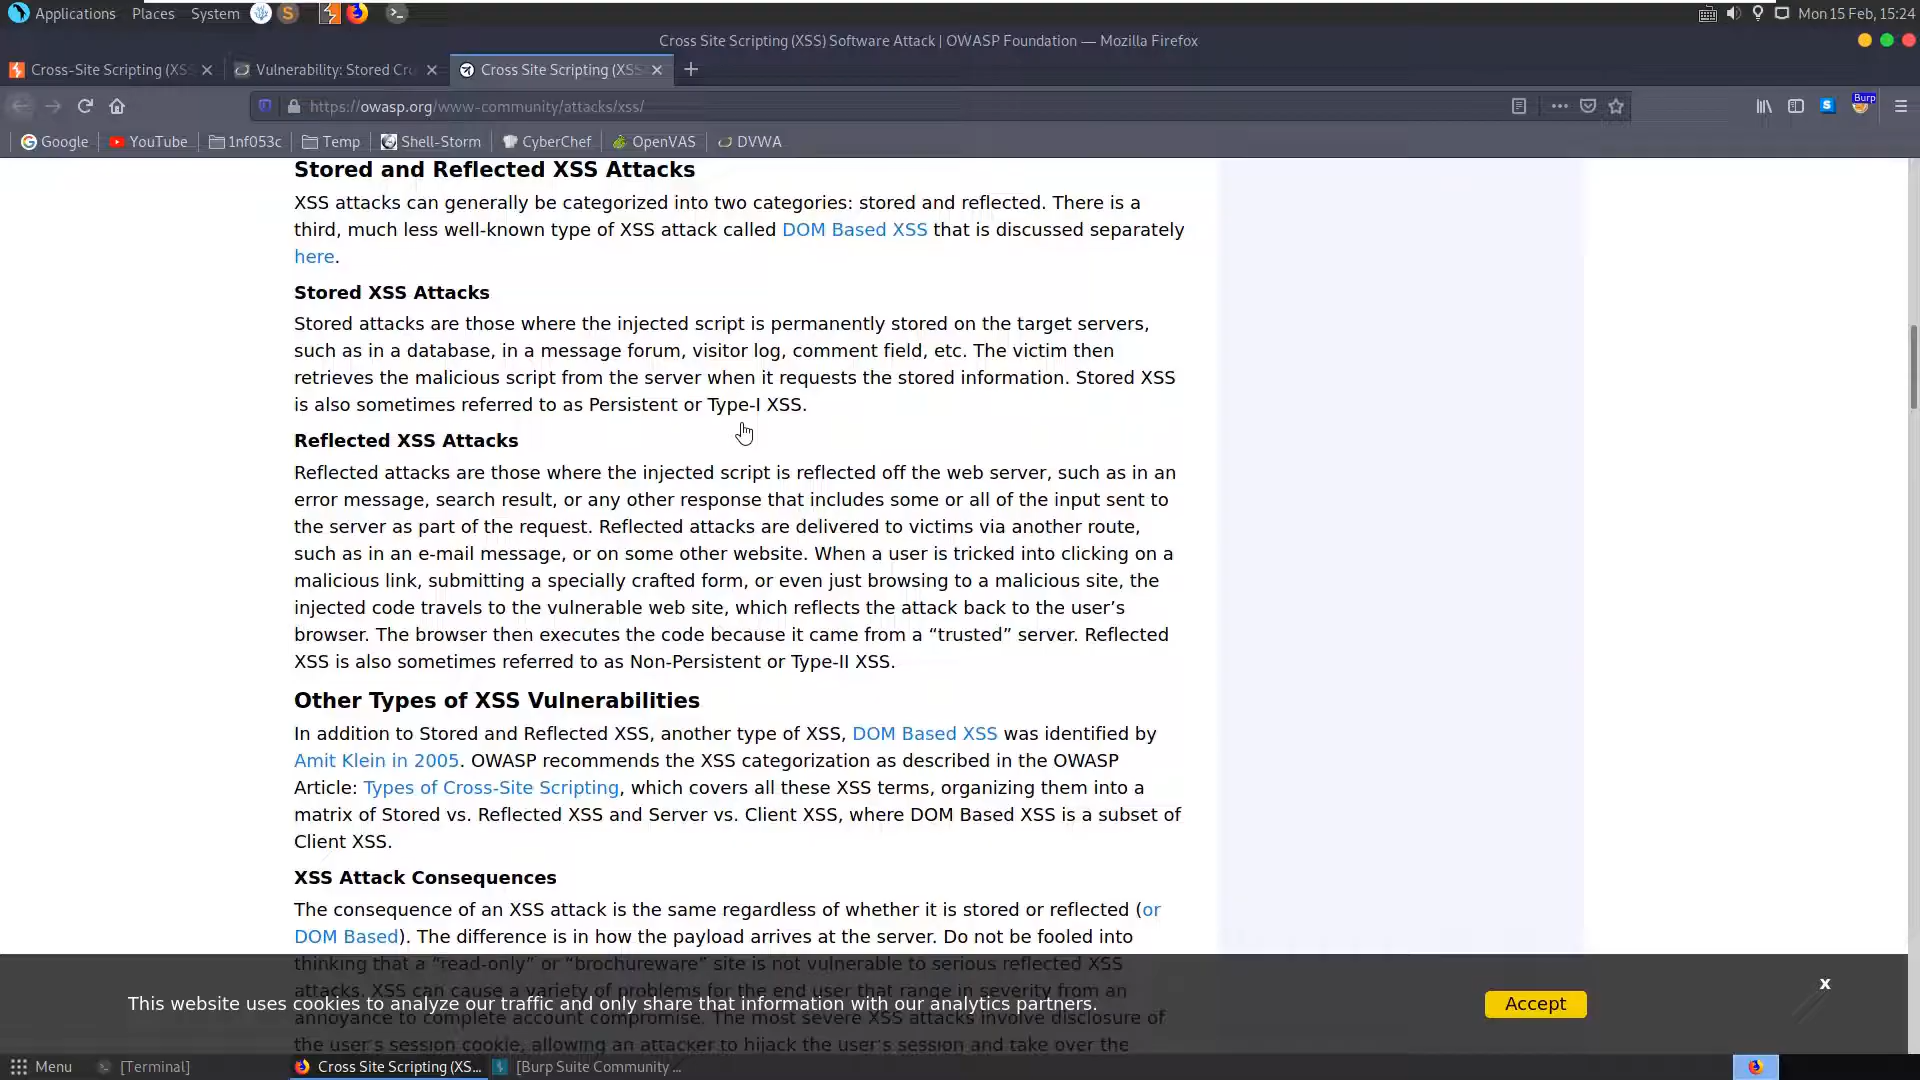 Applications Places System
Mon 15 Feb, 15:24
Cross Site Scripting (XSS) Software Attack | OWASP Foundation — Mozilla Firefox
Cross-Site Scripting (XSS
Vulnerability: Stored Cro
Cross Site Scripting (XSS
https://owasp.org/www-community/attacks/xss/
Burp
Google YouTube 1nf053c Temp Shell-Storm CyberChef OpenVAS DVWA
Stored and Reflected XSS Attacks
XSS attacks can generally be categorized into two categories: stored and reflected. There is a
third, much less well-known type of XSS attack called DOM Based XSS that is discussed separately
here.
Stored XSS Attacks
Stored attacks are those where the injected script is permanently stored on the target servers,
such as in a database, in a message forum, visitor log, comment field, etc. The victim then
retrieves the malicious script from the server when it requests the stored information. Stored XSS
is also sometimes referred to as Persistent or Type-I XSS.
Reflected XSS Attacks
Reflected attacks are those where the injected script is reflected off the web server, such as in an
error message, search result, or any other response that includes some or all of the input sent to
the server as part of the request. Reflected attacks are delivered to victims via another route,
such as in an e-mail message, or on some other website. When a user is tricked into clicking on a
malicious link, submitting a specially crafted form, or even just browsing to a malicious site, the
injected code travels to the vulnerable web site, which reflects the attack back to the user’s
browser. The browser then executes the code because it came from a “trusted” server. Reflected
XSS is also sometimes referred to as Non-Persistent or Type-II XSS.
Other Types of XSS Vulnerabilities
In addition to Stored and Reflected XSS, another type of XSS, DOM Based XSS was identified by
Amit Klein in 2005. OWASP recommends the XSS categorization as described in the OWASP
Article: Types of Cross-Site Scripting, which covers all these XSS terms, organizing them into a
matrix of Stored vs. Reflected XSS and Server vs. Client XSS, where DOM Based XSS is a subset of
Client XSS.
XSS Attack Consequences
The consequence of an XSS attack is the same regardless of whether it is stored or reflected (or
DOM Based). The difference is in how the payload arrives at the server. Do not be fooled into
thinking that a “read-only” or “brochureware” site is not vulnerable to serious reflected XSS
attacks. XSS can cause a variety of problems for the end user that range in severity from an
annoyance to complete account compromise. The most severe XSS attacks involve disclosure of
the user’s session cookie, allowing an attacker to hijack the user’s session and take over the
This website uses cookies to analyze our traffic and only share that information with our analytics partners.
Accept
x
Menu
[Terminal]
Cross Site Scripting (XS...
[Burp Suite Community ...